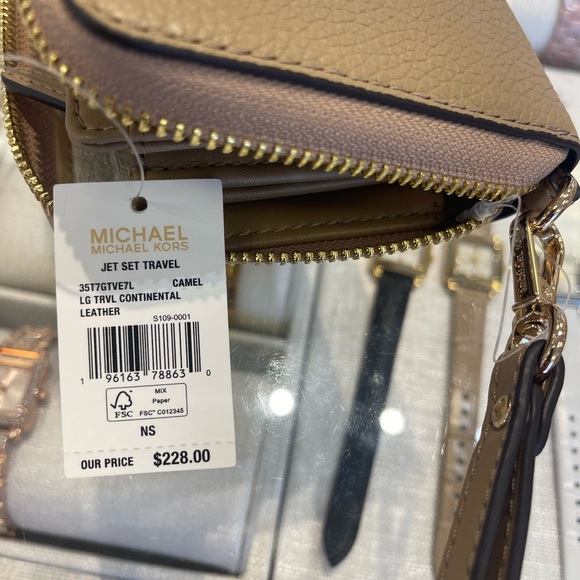 MICHAEL
MICHAEL KORS
JET SET TRAVEL
35T7GTVE7L CAMEL
LG TRVL CONTINENTAL
LEATHER
S109-0001
1 96163 78863 0
FSC
MIX
Paper
FSC® C012345
NS
OUR PRICE $228.00